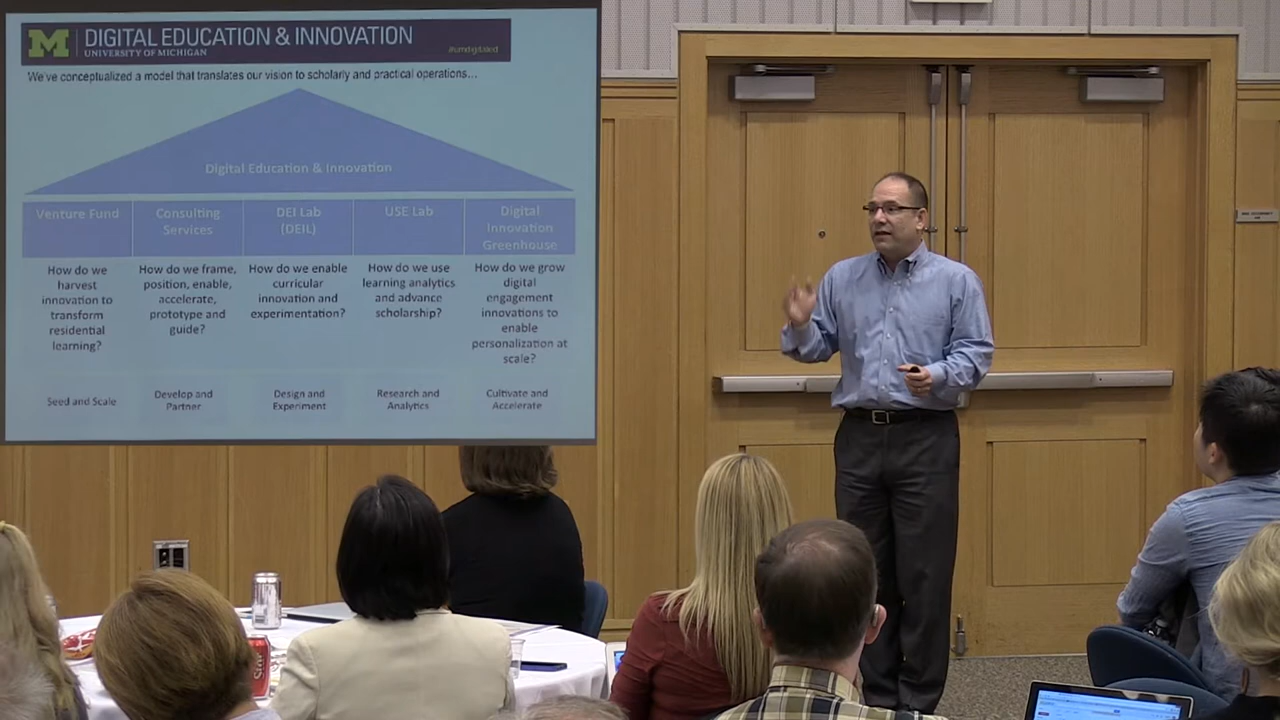 M DIGITAL EDUCATION & INNOVATION
UNIVERSITY OF MICHIGAN
#umdigitaled
We've conceptualized a model that translates our vision to scholarly and practical operations...
Digital Education & Innovation
Venture Fund
Consulting
Services
DEI Lab
(DEIL)
USE Lab
Digital
Innovation
Greenhouse
How do we
harvest
innovation to
transform
residential
learning?
How do we frame,
position, enable,
accelerate,
prototype and
guide?
How do we enable
curricular
innovation and
experimentation?
How do we use
learning analytics
and advance
scholarship?
How do we grow
digital
engagement
innovations to
enable
personalization at
scale?
Seed and Scale
Develop and
Partner
Design and
Experiment
Research and
Analytics
Cultivate and
Accelerate